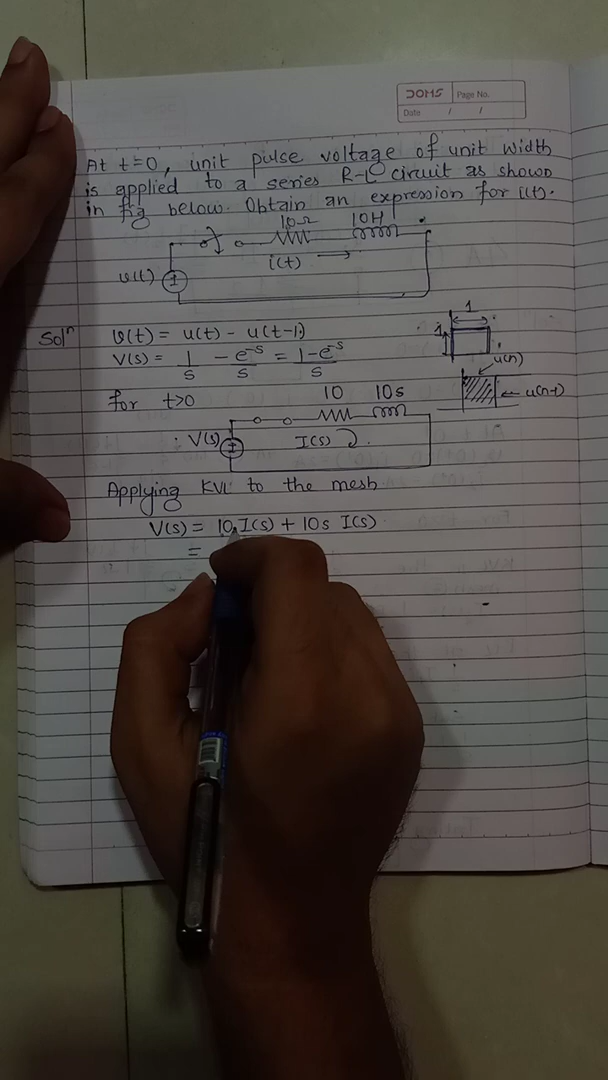 DOMS Page No.
Date / /
At t=0, unit pulse voltage of unit width
is applied to a series R-L circuit as shown
in fig below. Obtain an expression for i(t).
10Ω 10H
v(t) i(t)
1
1
u(n)
u(n-1)
Solⁿ v(t) = u(t) - u(t-1)
V(s) = 1/s - e^-s/s = 1-e^-s/s
for t>0
10 10s
V(s) I(s)
Applying KVL to the mesh
V(s) = 10.I(s) + 10s I(s)
=